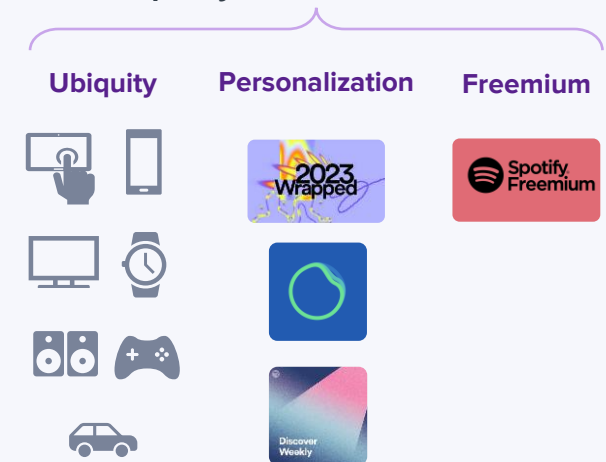 Ubiquity
Personalization
Freemium
2023
Wrapped
Spotify
Freemium
Discover
Weekly